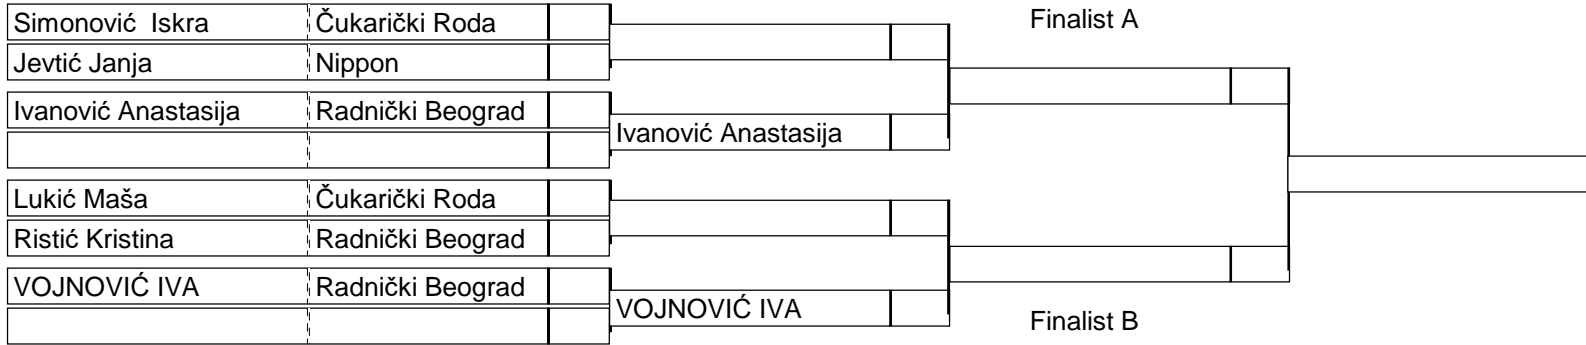 Simonović  Iskra Čukarički Roda Finalist A
Jevtić Janja Nippon
Ivanović Anastasija Radnički Beograd
Ivanović Anastasija
Lukić Maša Čukarički Roda
Ristić Kristina Radnički Beograd
VOJNOVIĆ IVA Radnički Beograd
VOJNOVIĆ IVA Finalist B